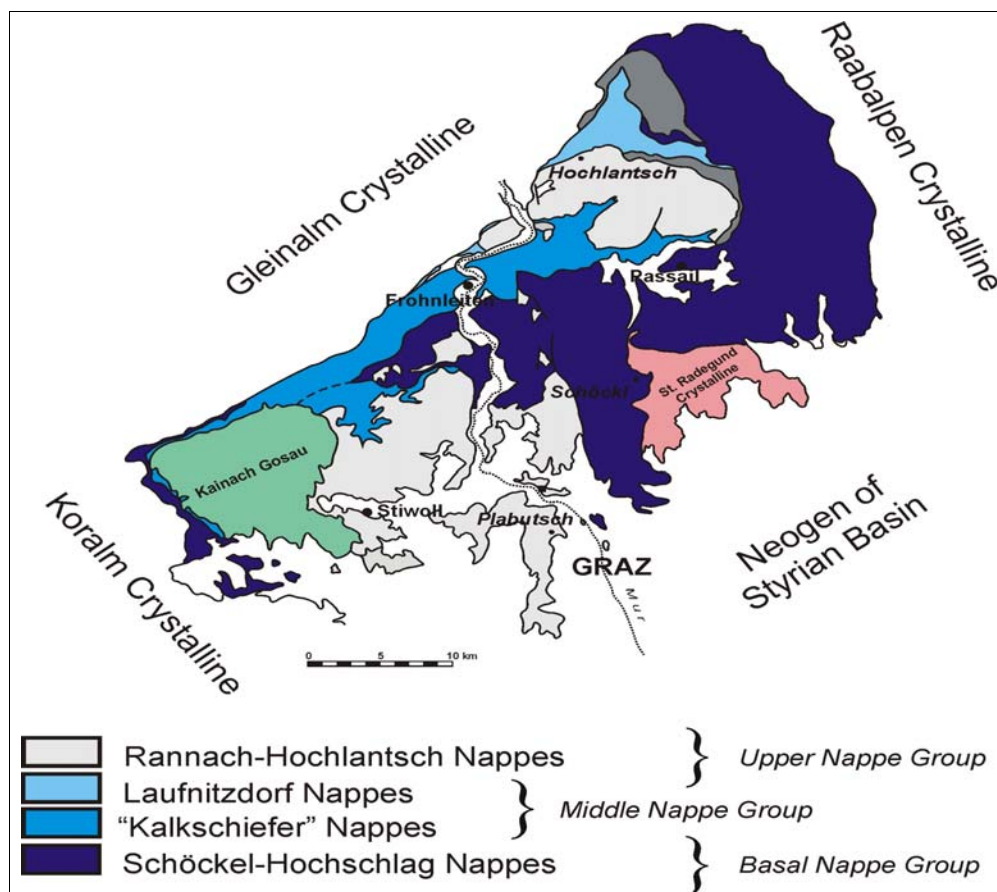 Raabalpen Crystalline
Gleinalm Crystalline
Hochlantsch
Passail
Frohnleiten
Schöckl
St. Radegund
Crystalline
Kainach Gosau
Stiwoll
Plabutsch
GRAZ
Mur
Koralm Crystalline
Neogen of
Styrian Basin
0 5 10 km
Rannach-Hochlantsch Nappes } Upper Nappe Group
Laufnitzdorf Nappes
} Middle Nappe Group
"Kalkschiefer" Nappes
Schöckel-Hochschlag Nappes } Basal Nappe Group